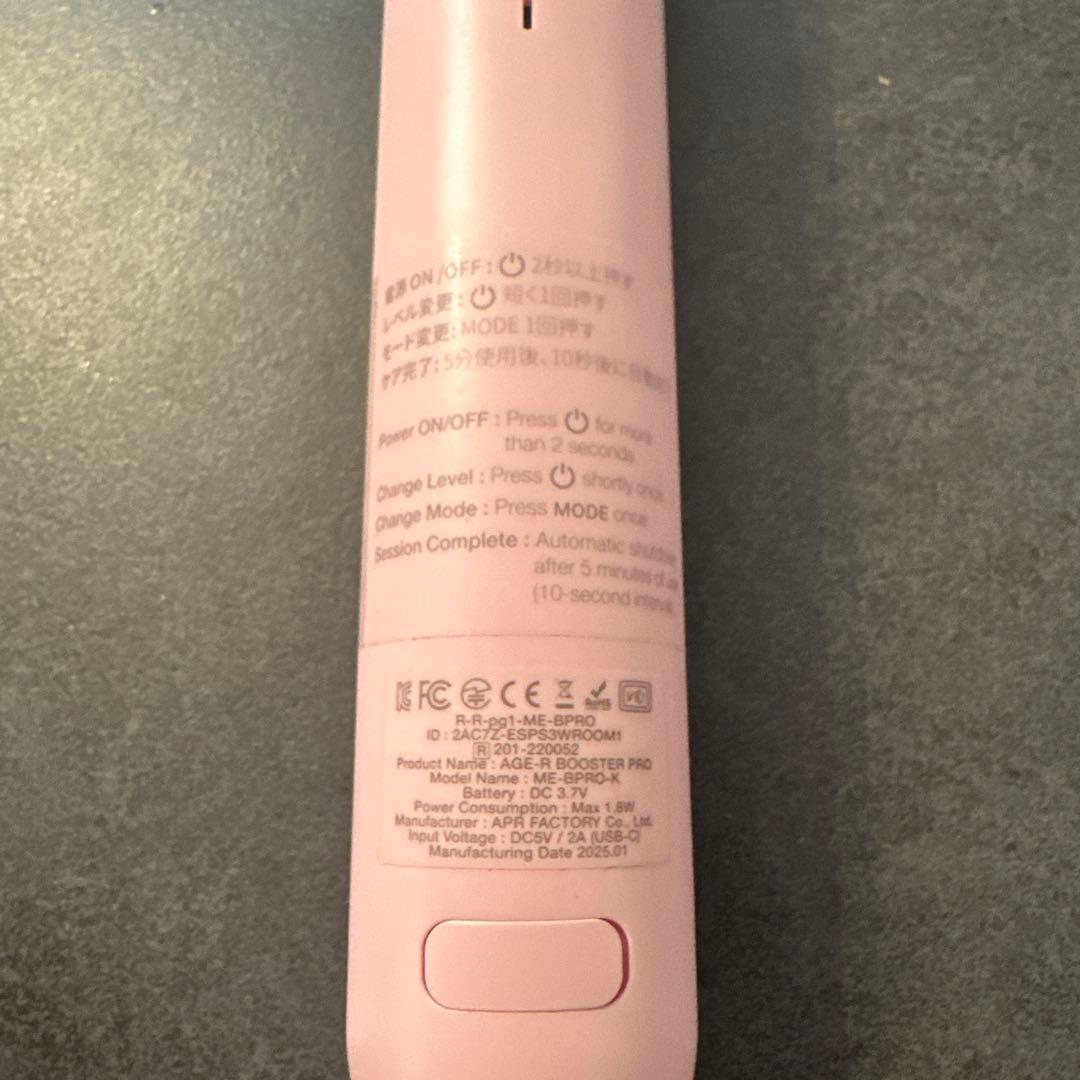 電源 ON /OFF : 2秒以上押す
レベル変更 : 短く1回押す
モード変更: MODE 1回押す
ケア完了: 5分使用後、10秒後に自動
Power ON/OFF : Press for more
than 2 seconds
Change Level : Press shortly once
Change Mode : Press MODE once
Session Complete : Automatic
after 5 minutes of
(10-second
FC CE
R-R-pg1-ME-BPRO
ID : 2AC7Z-ESPS3WROOM1
R 201-220052
Product Name : AGE-R BOOSTER PRO
Model Name : ME-BPRO-K
Battery : DC 3.7V
Power Consumption : Max 1.8W
Manufacturer : APR FACTORY Co., Ltd.
Input Voltage : DC5V / 2A (USB-C)
Manufacturing Date 2025.01